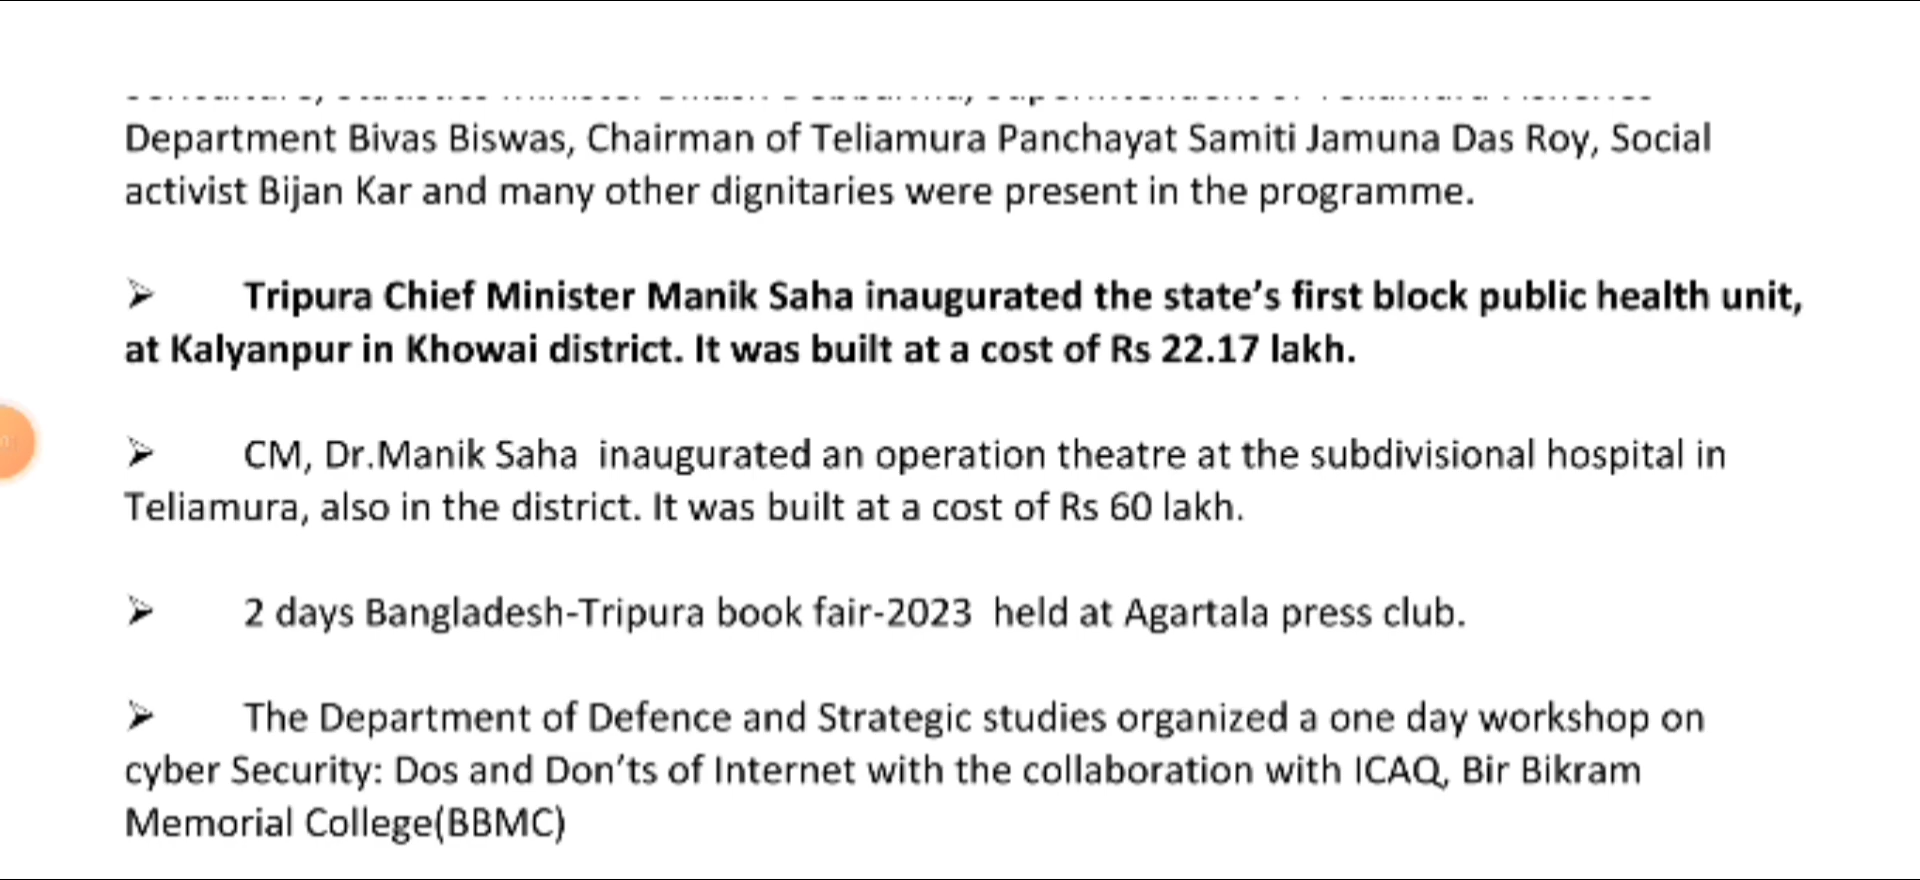 Department Bivas Biswas, Chairman of Teliamura Panchayat Samiti Jamuna Das Roy, Social
activist Bijan Kar and many other dignitaries were present in the programme.
➢ Tripura Chief Minister Manik Saha inaugurated the state’s first block public health unit,
at Kalyanpur in Khowai district. It was built at a cost of Rs 22.17 lakh.
➢ CM, Dr.Manik Saha  inaugurated an operation theatre at the subdivisional hospital in
Teliamura, also in the district. It was built at a cost of Rs 60 lakh.
➢ 2 days Bangladesh-Tripura book fair-2023  held at Agartala press club.
➢ The Department of Defence and Strategic studies organized a one day workshop on
cyber Security: Dos and Don’ts of Internet with the collaboration with ICAQ, Bir Bikram
Memorial College(BBMC)